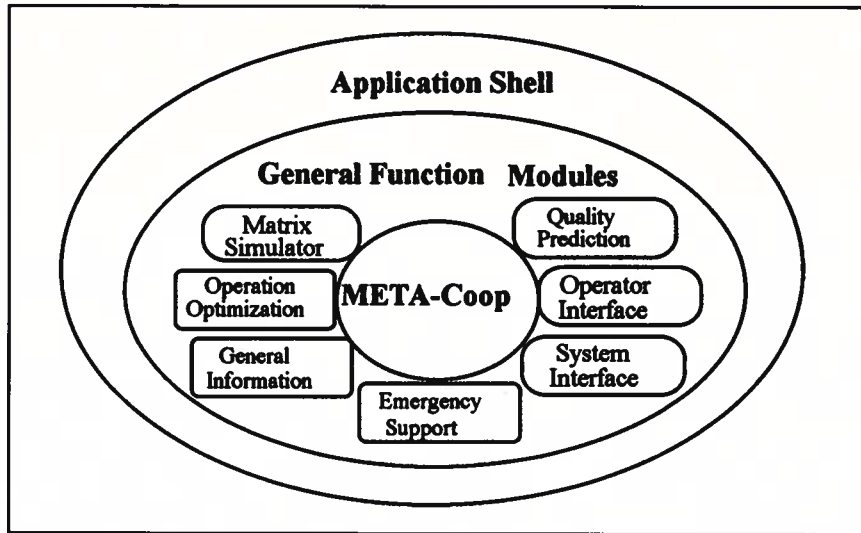 Application Shell
General Function Modules
Matrix
Simulator
Quality
Prediction
Operation
Optimization
META-Coop
Operator
Interface
General
Information
System
Interface
Emergency
Support